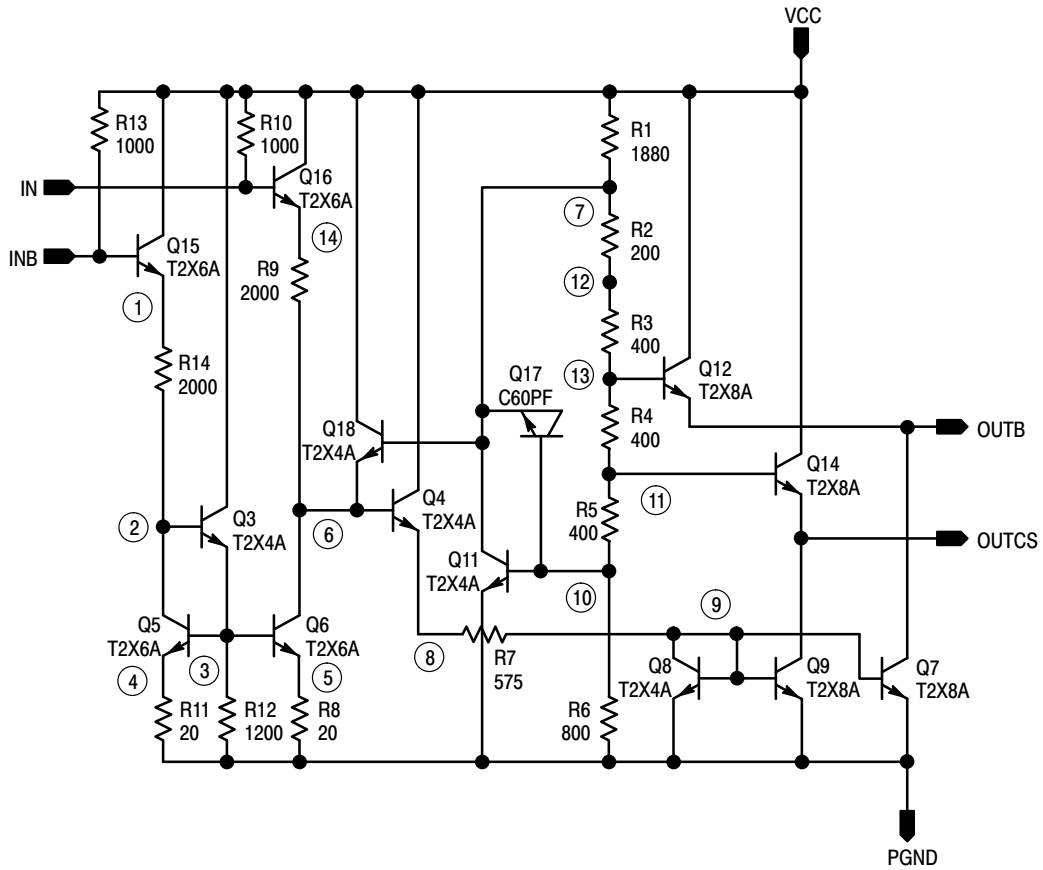 VCC
R13
1000
R10
1000
R1
1880
IN
Q16
T2X6A
7
14
R2
200
INB
Q15
T2X6A
R9
2000
12
1
R3
400
R14
2000
Q17
C60PF
13
Q12
T2X8A
Q18
T2X4A
R4
400
OUTB
Q14
T2X8A
Q4
T2X4A
11
2
Q3
T2X4A
6
R5
400
OUTCS
Q11
T2X4A
10
9
Q5
T2X6A
Q6
T2X6A
8
R7
575
Q8
T2X4A
Q9
T2X8A
Q7
T2X8A
4
3
5
R11
20
R12
1200
R8
20
R6
800
PGND